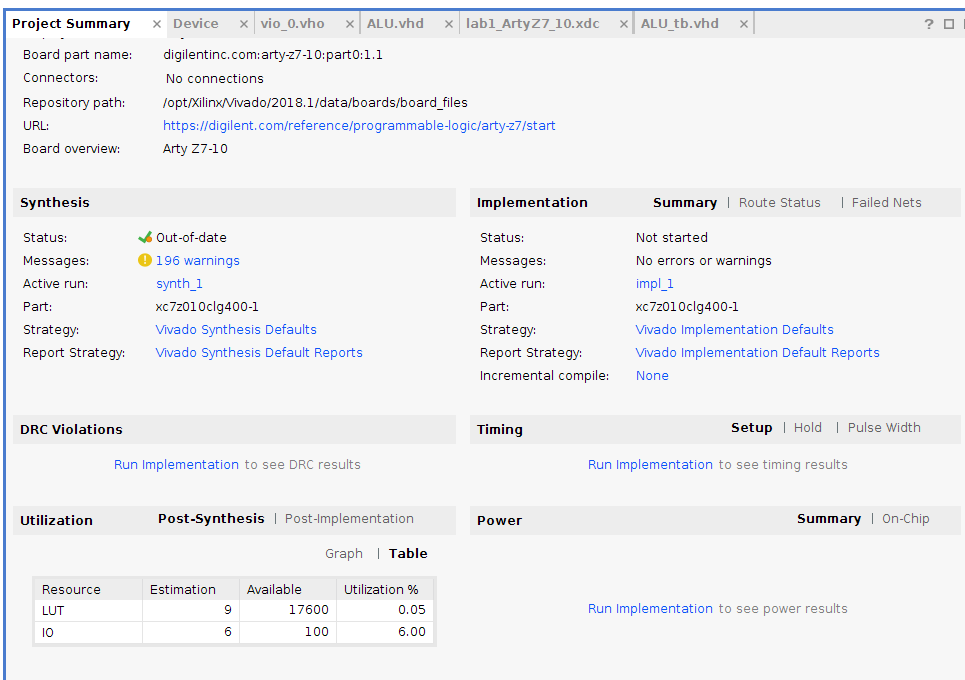 Project Summary × Device × vio_0.vho × ALU.vhd × lab1_ArtyZ7_10.xdc × ALU_tb.vhd × ?
Board part name: digilentinc.com:arty-z7-10:part0:1.1
Connectors: No connections
Repository path: /opt/Xilinx/Vivado/2018.1/data/boards/board_files
URL: https://digilent.com/reference/programmable-logic/arty-z7/start
Board overview: Arty Z7-10
Synthesis
Status: Out-of-date
Messages: 196 warnings
Active run: synth_1
Part: xc7z010clg400-1
Strategy: Vivado Synthesis Defaults
Report Strategy: Vivado Synthesis Default Reports
Implementation Summary | Route Status | Failed Nets
Status: Not started
Messages: No errors or warnings
Active run: impl_1
Part: xc7z010clg400-1
Strategy: Vivado Implementation Defaults
Report Strategy: Vivado Implementation Default Reports
Incremental compile: None
DRC Violations
Run Implementation to see DRC results
Timing Setup | Hold | Pulse Width
Run Implementation to see timing results
Utilization Post-Synthesis | Post-Implementation
Graph | Table
Resource Estimation Available Utilization %
LUT 9 17600 0.05
IO 6 100 6.00
Power Summary | On-Chip
Run Implementation to see power results